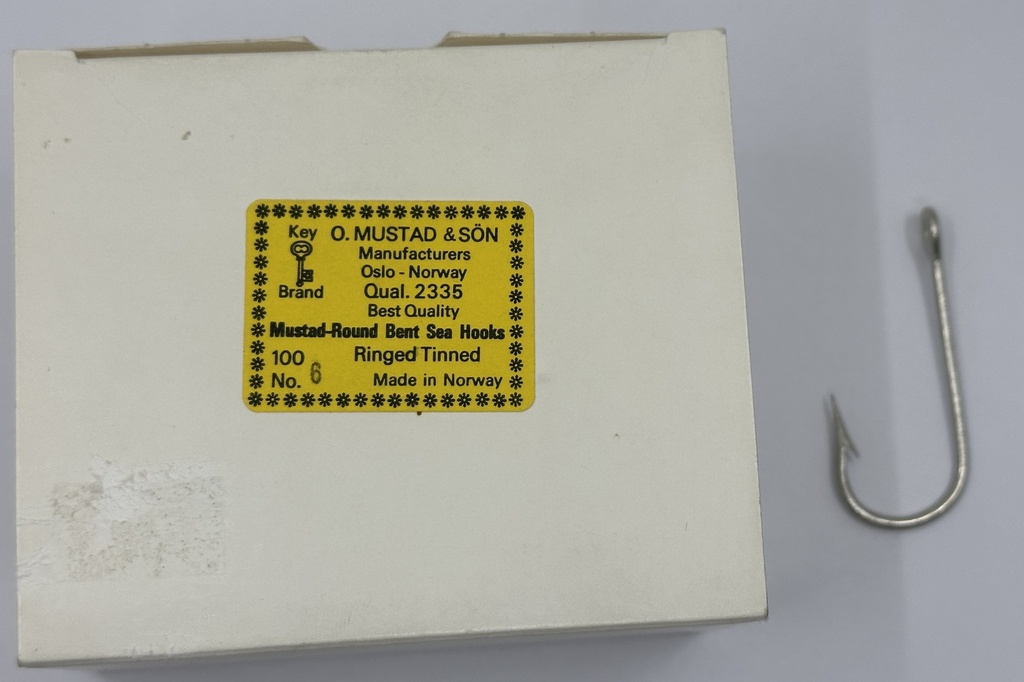 Key O. MUSTAD & SÖN
Manufacturers
Oslo - Norway
Brand Qual. 2335
Best Quality
Mustad-Round Bent Sea Hooks
100 Ringed Tinned
No. 6 Made in Norway